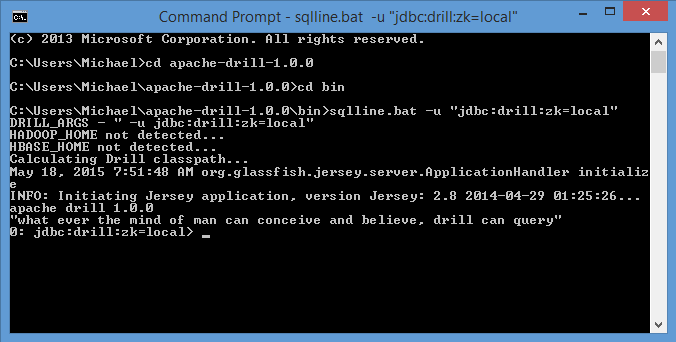 Command Prompt - sqlline.bat -u "jdbc:drill:zk=local"
(c) 2013 Microsoft Corporation. All rights reserved.
C:\Users\Michael>cd apache-drill-1.0.0
C:\Users\Michael\apache-drill-1.0.0>cd bin
C:\Users\Michael\apache-drill-1.0.0\bin>sqlline.bat -u "jdbc:drill:zk=local"
DRILL_ARGS - " -u jdbc:drill:zk=local"
HADOOP_HOME not detected...
HBASE_HOME not detected...
Calculating Drill classpath...
May 18, 2015 7:51:48 AM org.glassfish.jersey.server.ApplicationHandler initializ
e
INFO: Initiating Jersey application, version Jersey: 2.8 2014-04-29 01:25:26...
apache drill 1.0.0
"what ever the mind of man can conceive and believe, drill can query"
0: jdbc:drill:zk=local> _